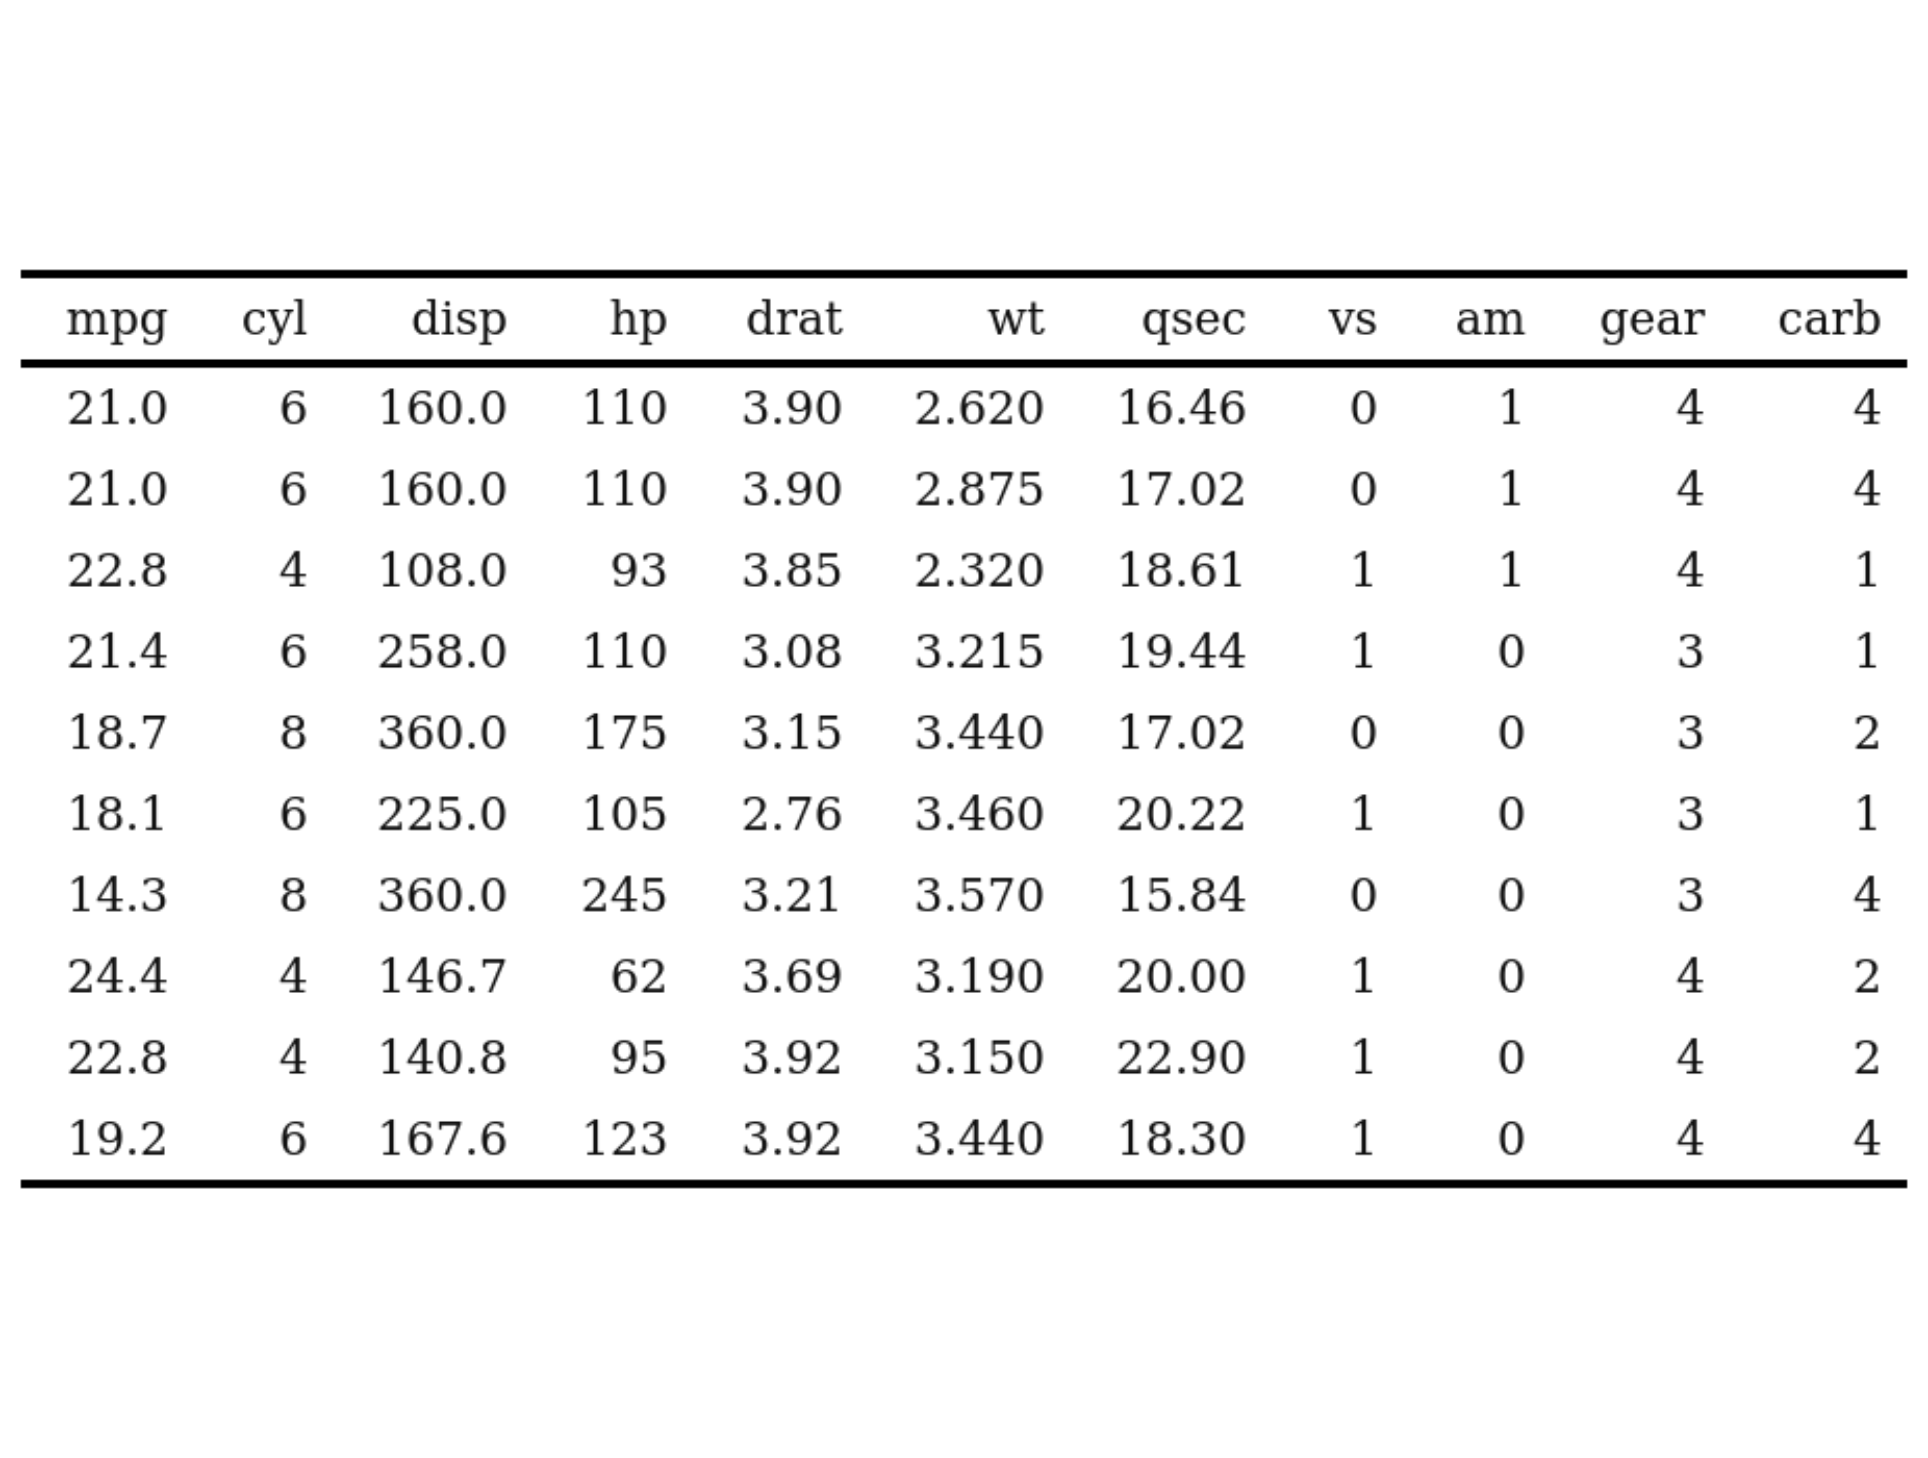 mpg cyl disp hp drat wt qsec vs am gear carb
21.0 6 160.0 110 3.90 2.620 16.46 0 1 4 4
21.0 6 160.0 110 3.90 2.875 17.02 0 1 4 4
22.8 4 108.0 93 3.85 2.320 18.61 1 1 4 1
21.4 6 258.0 110 3.08 3.215 19.44 1 0 3 1
18.7 8 360.0 175 3.15 3.440 17.02 0 0 3 2
18.1 6 225.0 105 2.76 3.460 20.22 1 0 3 1
14.3 8 360.0 245 3.21 3.570 15.84 0 0 3 4
24.4 4 146.7 62 3.69 3.190 20.00 1 0 4 2
22.8 4 140.8 95 3.92 3.150 22.90 1 0 4 2
19.2 6 167.6 123 3.92 3.440 18.30 1 0 4 4